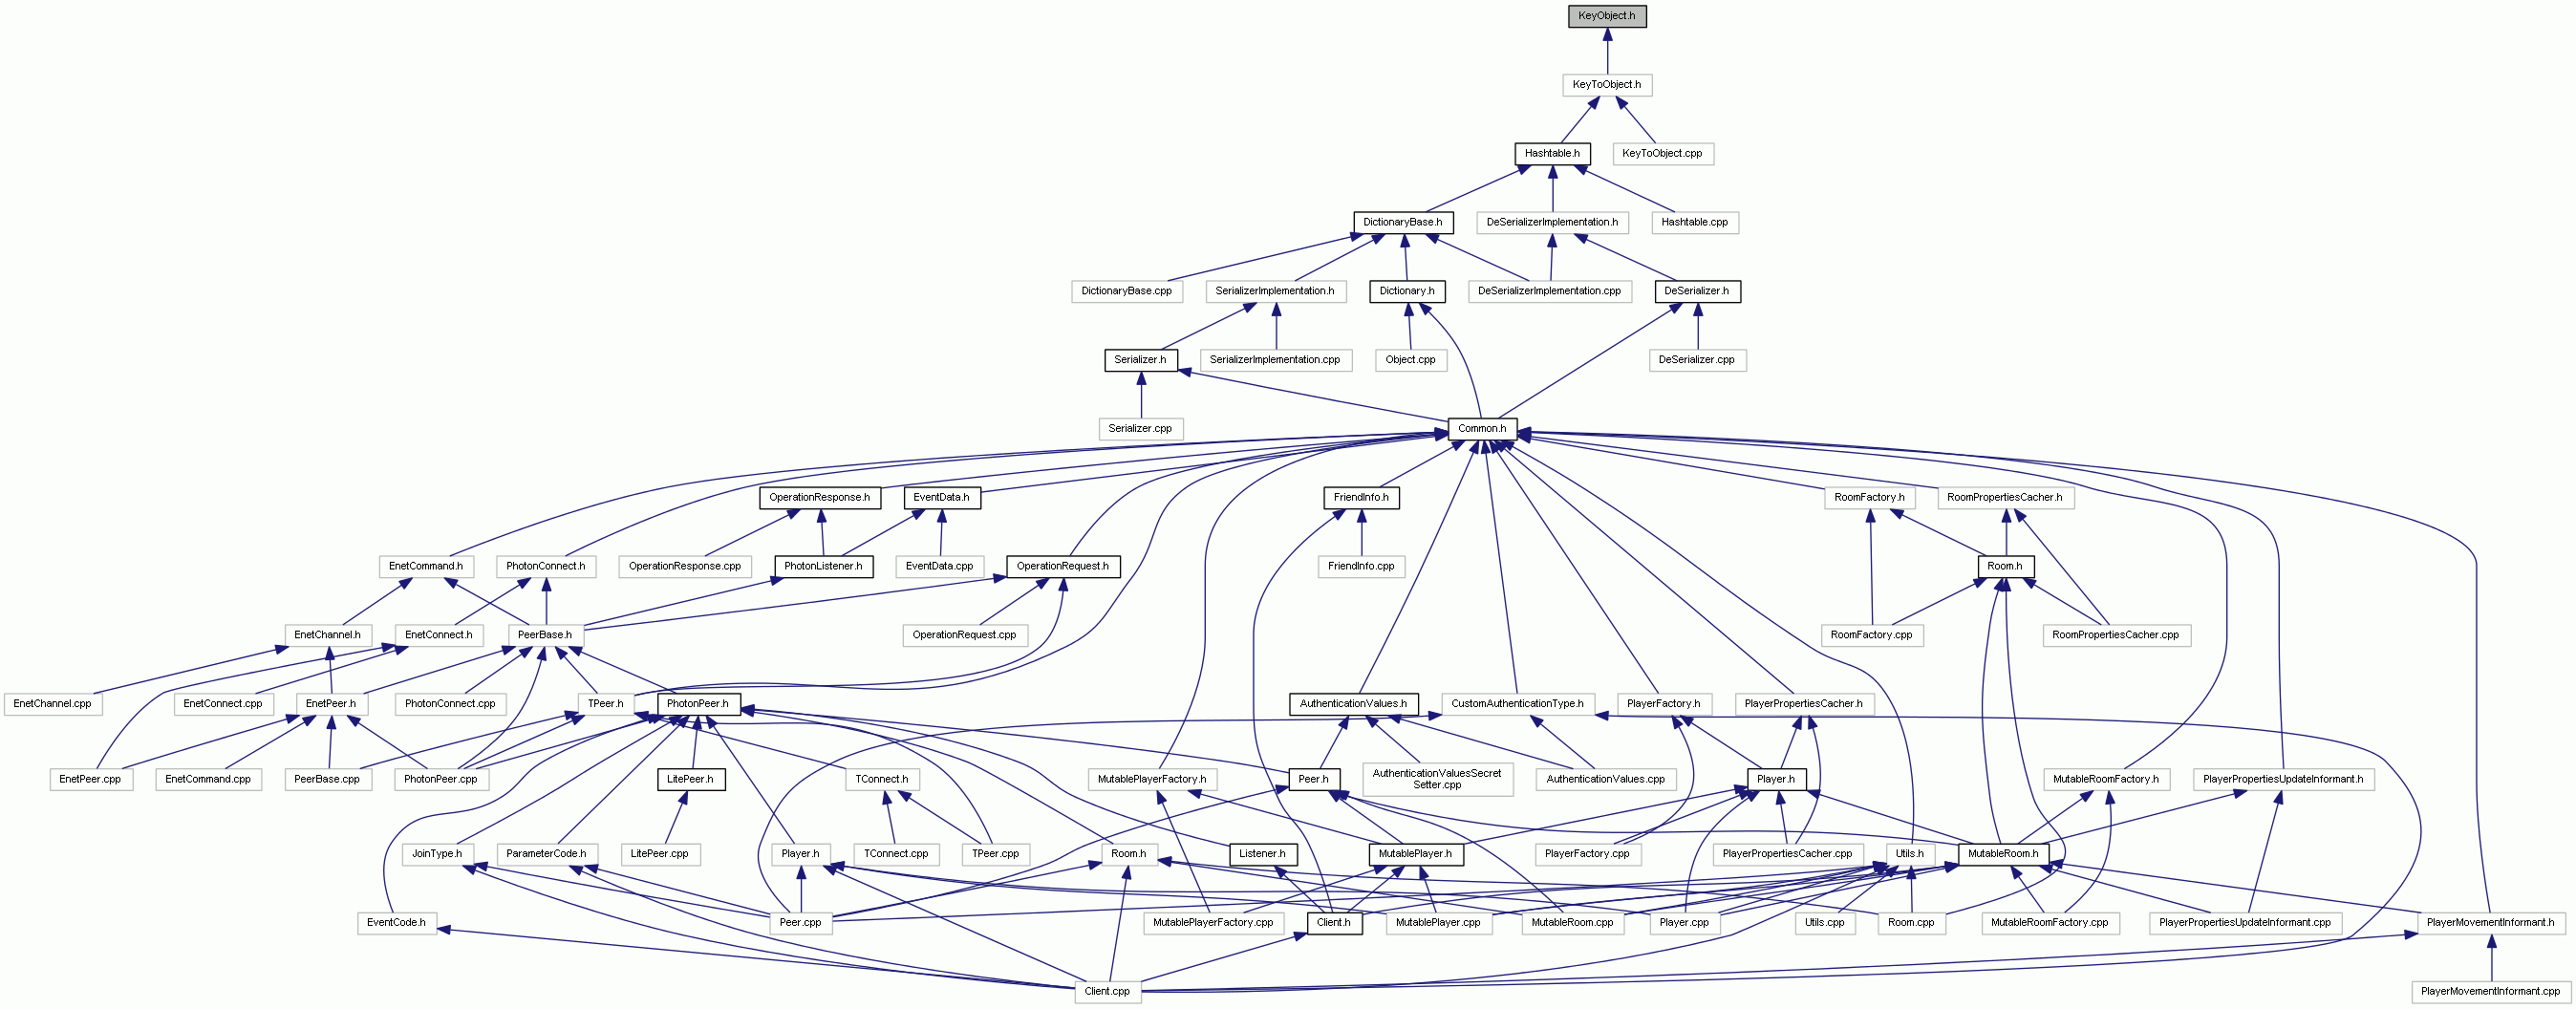 KeyObject.h
KeyToObject.h
Hashtable.h
KeyToObject.cpp
DictionaryBase.h
DeSerializerImplementation.h
Hashtable.cpp
DictionaryBase.cpp
SerializerImplementation.h
Dictionary.h
DeSerializerImplementation.cpp
DeSerializer.h
Serializer.h
SerializerImplementation.cpp
Object.cpp
DeSerializer.cpp
Serializer.cpp
Common.h
OperationResponse.h
EventData.h
FriendInfo.h
RoomFactory.h
RoomPropertiesCacher.h
EnetCommand.h
PhotonConnect.h
OperationResponse.cpp
PhotonListener.h
EventData.cpp
OperationRequest.h
FriendInfo.cpp
Room.h
EnetChannel.h
EnetConnect.h
PeerBase.h
OperationRequest.cpp
RoomFactory.cpp
RoomPropertiesCacher.cpp
EnetChannel.cpp
EnetConnect.cpp
EnetPeer.h
PhotonConnect.cpp
TPeer.h
PhotonPeer.h
AuthenticationValues.h
CustomAuthenticationType.h
PlayerFactory.h
PlayerPropertiesCacher.h
EnetPeer.cpp
EnetCommand.cpp
PeerBase.cpp
PhotonPeer.cpp
LitePeer.h
TConnect.h
MutablePlayerFactory.h
Peer.h
AuthenticationValuesSecret
Setter.cpp
AuthenticationValues.cpp
Player.h
MutableRoomFactory.h
PlayerPropertiesUpdateInformant.h
JoinType.h
ParameterCode.h
LitePeer.cpp
Player.h
TConnect.cpp
TPeer.cpp
Room.h
Listener.h
MutablePlayer.h
PlayerFactory.cpp
PlayerPropertiesCacher.cpp
Utils.h
MutableRoom.h
EventCode.h
Peer.cpp
MutablePlayerFactory.cpp
Client.h
MutablePlayer.cpp
MutableRoom.cpp
Player.cpp
Utils.cpp
Room.cpp
MutableRoomFactory.cpp
PlayerPropertiesUpdateInformant.cpp
PlayerMovementInformant.h
Client.cpp
PlayerMovementInformant.cpp